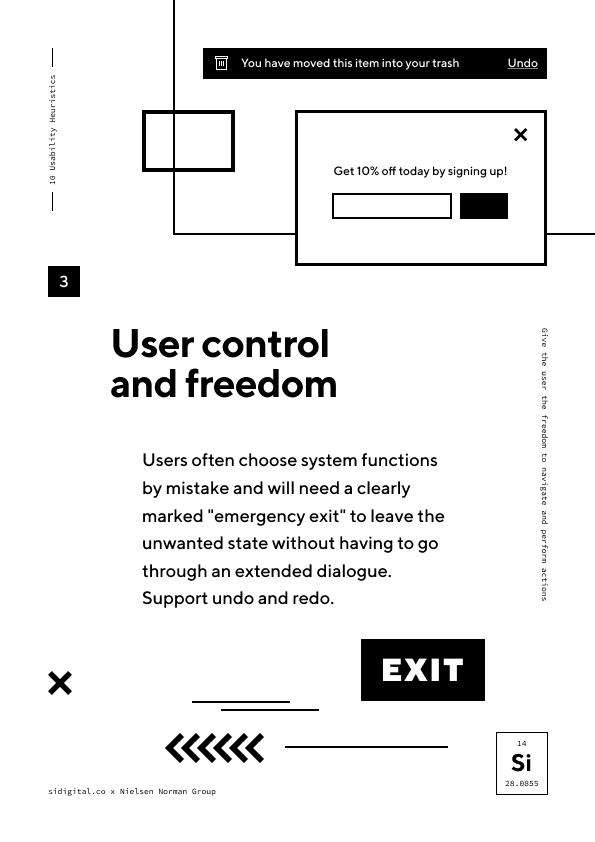 You have moved this item into your trash Undo
10 Usability Heuristics
Get 10% off today by signing up!
3
User control
and freedom
Give the user the freedom to navigate and perform actions
Users often choose system functions
by mistake and will need a clearly
marked "emergency exit" to leave the
unwanted state without having to go
through an extended dialogue.
Support undo and redo.
EXIT
14
Si
28.0855
sidigital.co x Nielsen Norman Group